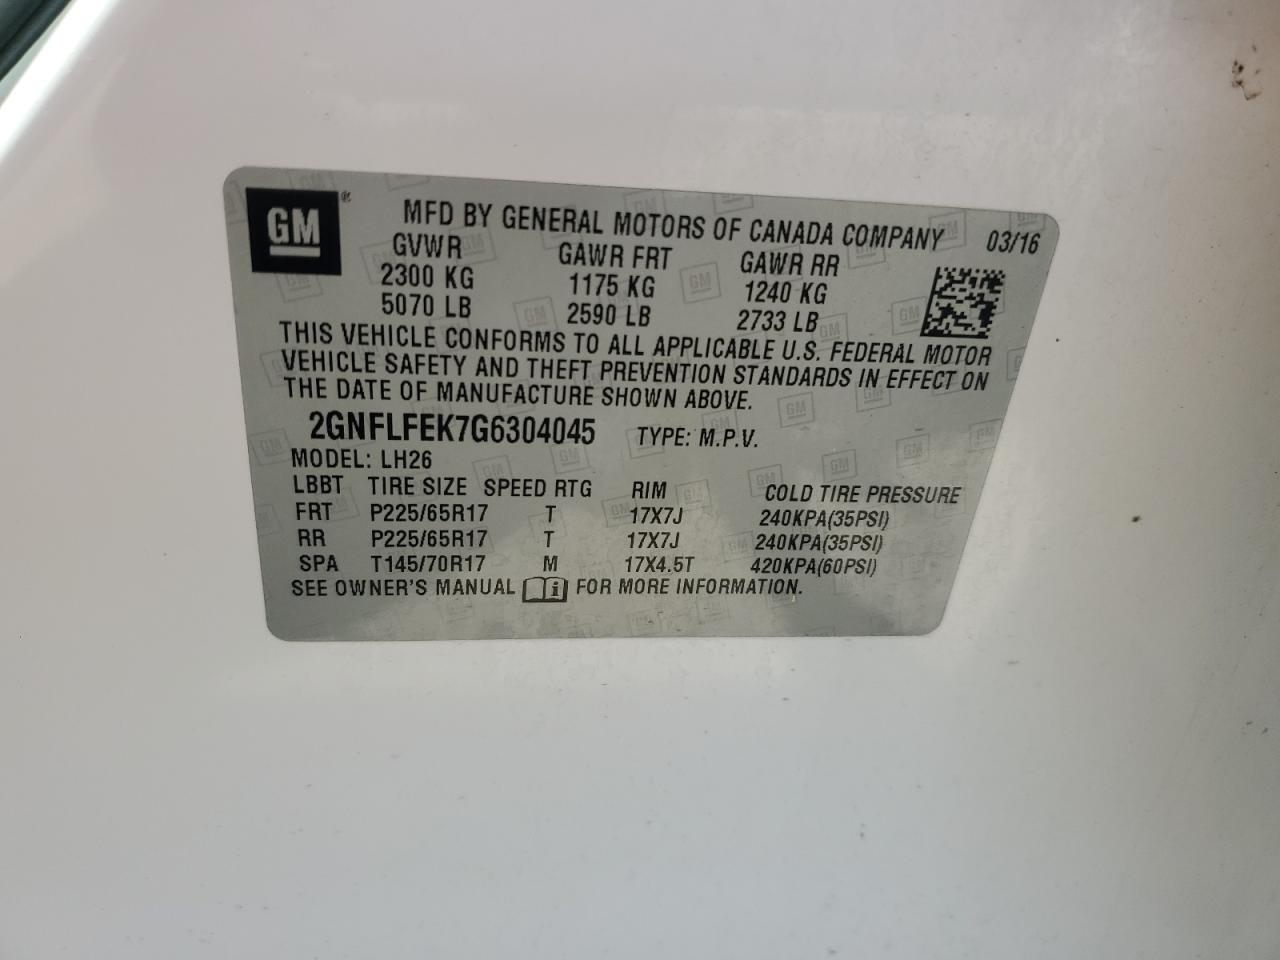 GM ®
MFD BY GENERAL MOTORS OF CANADA COMPANY 03/16
GVWR GAWR FRT GAWR RR
2300 KG 1175 KG 1240 KG
5070 LB 2590 LB 2733 LB
THIS VEHICLE CONFORMS TO ALL APPLICABLE U.S. FEDERAL MOTOR
VEHICLE SAFETY AND THEFT PREVENTION STANDARDS IN EFFECT ON
THE DATE OF MANUFACTURE SHOWN ABOVE.
2GNFLFEK7G6304045 TYPE: M.P.V.
MODEL: LH26
LBBT TIRE SIZE SPEED RTG RIM COLD TIRE PRESSURE
FRT P225/65R17 T 17X7J 240KPA(35PSI)
RR P225/65R17 T 17X7J 240KPA(35PSI)
SPA T145/70R17 M 17X4.5T 420KPA(60PSI)
SEE OWNER'S MANUAL i FOR MORE INFORMATION.